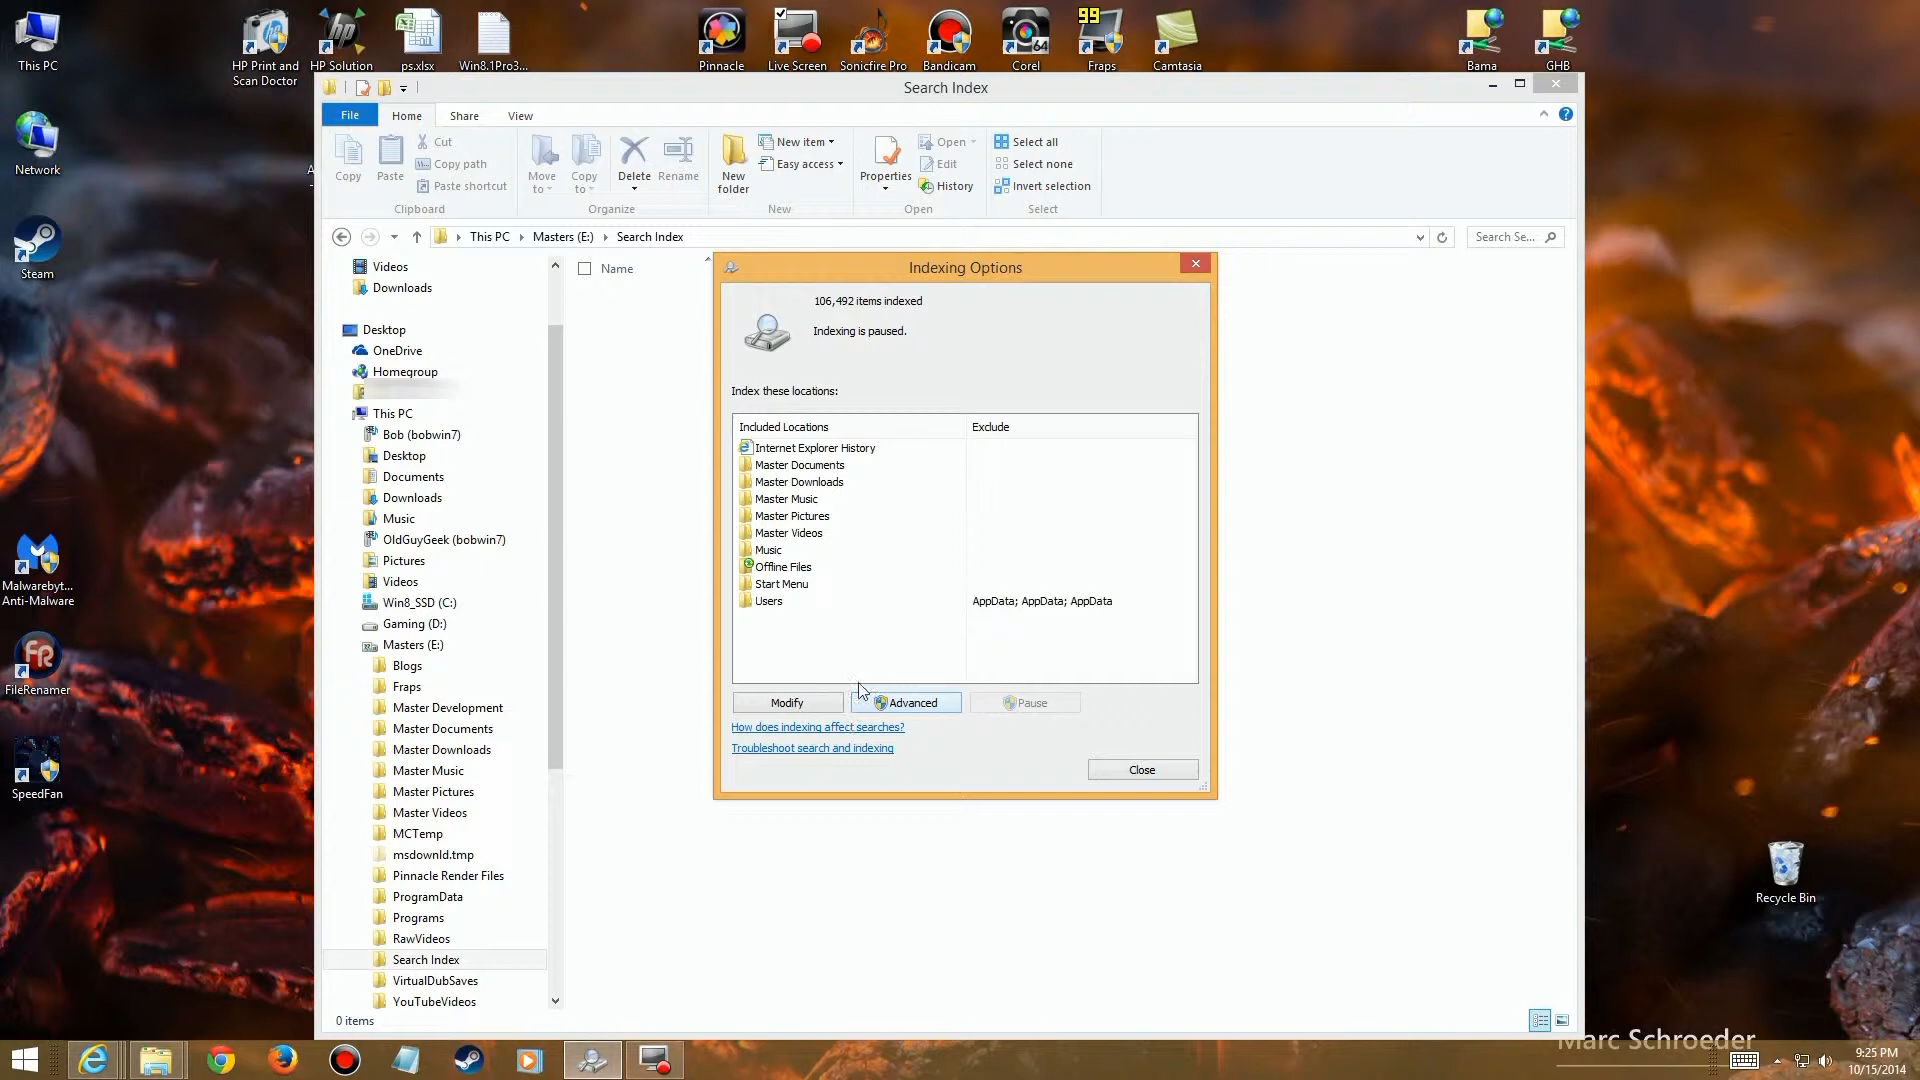 This PC
HP Print and
Scan Doctor
HP Solution
ps.xlsx
Win8.1Pro3...
Pinnacle
Live Screen
Sonicfire Pro
Bandicam
64
Corel
99
Fraps
Camtasia
Bama
GHB
Network
Steam
Malwarebyt...
Anti-Malware
FR
FileRenamer
SpeedFan
Recycle Bin
Search Index
File
Home
Share
View
Copy
Paste
Cut
Copy path
Paste shortcut
Clipboard
Move
to
Copy
to
Delete
Rename
Organize
New
folder
New item
Easy access
New
Properties
Open
Edit
History
Open
Select all
Select none
Invert selection
Select
This PC
Masters (E:)
Search Index
Search Se...
Videos
Downloads
Desktop
OneDrive
Homegroup
This PC
Bob (bobwin7)
Desktop
Documents
Downloads
Music
OldGuyGeek (bobwin7)
Pictures
Videos
Win8_SSD (C:)
Gaming (D:)
Masters (E:)
Blogs
Fraps
Master Development
Master Documents
Master Downloads
Master Music
Master Pictures
Master Videos
MCTemp
msdownld.tmp
Pinnacle Render Files
ProgramData
Programs
RawVideos
Search Index
VirtualDubSaves
YouTubeVideos
0 items
Name
Indexing Options
106,492 items indexed
Indexing is paused.
Index these locations:
Included Locations
Exclude
Internet Explorer History
Master Documents
Master Downloads
Master Music
Master Pictures
Master Videos
Music
Offline Files
Start Menu
Users
AppData; AppData; AppData
Modify
Advanced
Pause
How does indexing affect searches?
Troubleshoot search and indexing
Close
Marc Schroeder
9:25 PM
10/15/2014